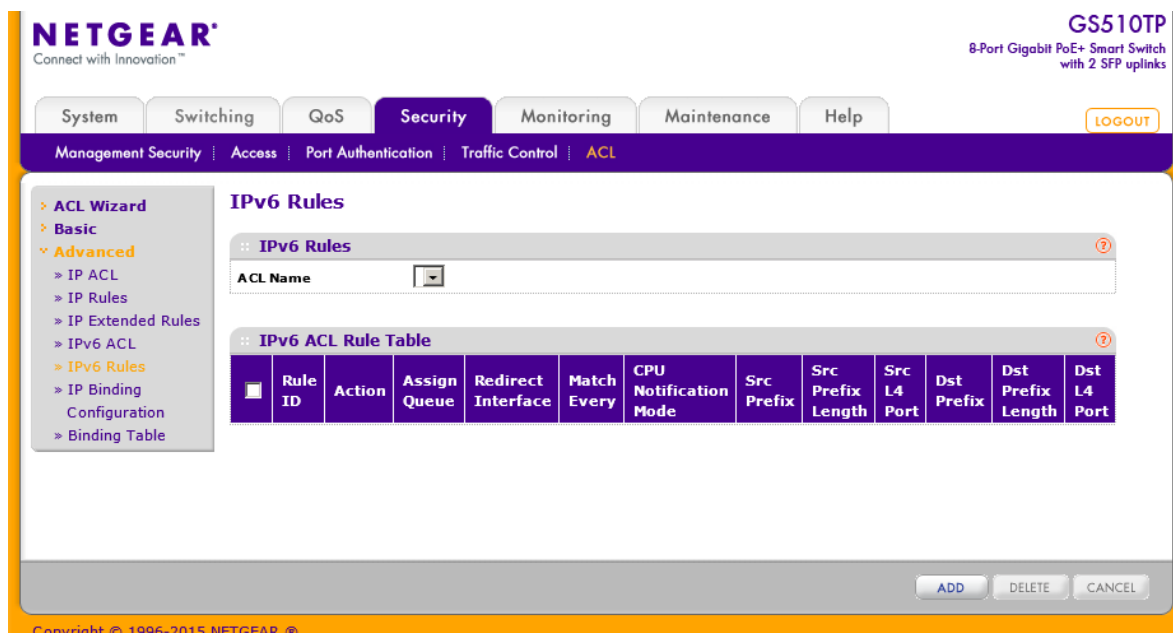 NETGEAR®
Connect with Innovation™
GS510TP
8-Port Gigabit PoE+ Smart Switch
with 2 SFP uplinks
System Switching QoS Security Monitoring Maintenance Help
LOGOUT
Management Security | Access | Port Authentication | Traffic Control | ACL
ACL Wizard
Basic
Advanced
» IP ACL
» IP Rules
» IP Extended Rules
» IPv6 ACL
» IPv6 Rules
» IP Binding
Configuration
» Binding Table
IPv6 Rules
IPv6 Rules ?
ACL Name
IPv6 ACL Rule Table ?
Rule ID Action Assign Queue Redirect Interface Match Every CPU Notification Mode Src Prefix Src Prefix Length Src L4 Port Dst Prefix Dst Prefix Length Dst L4 Port
ADD DELETE CANCEL
Copyright © 1996-2015 NETGEAR ®